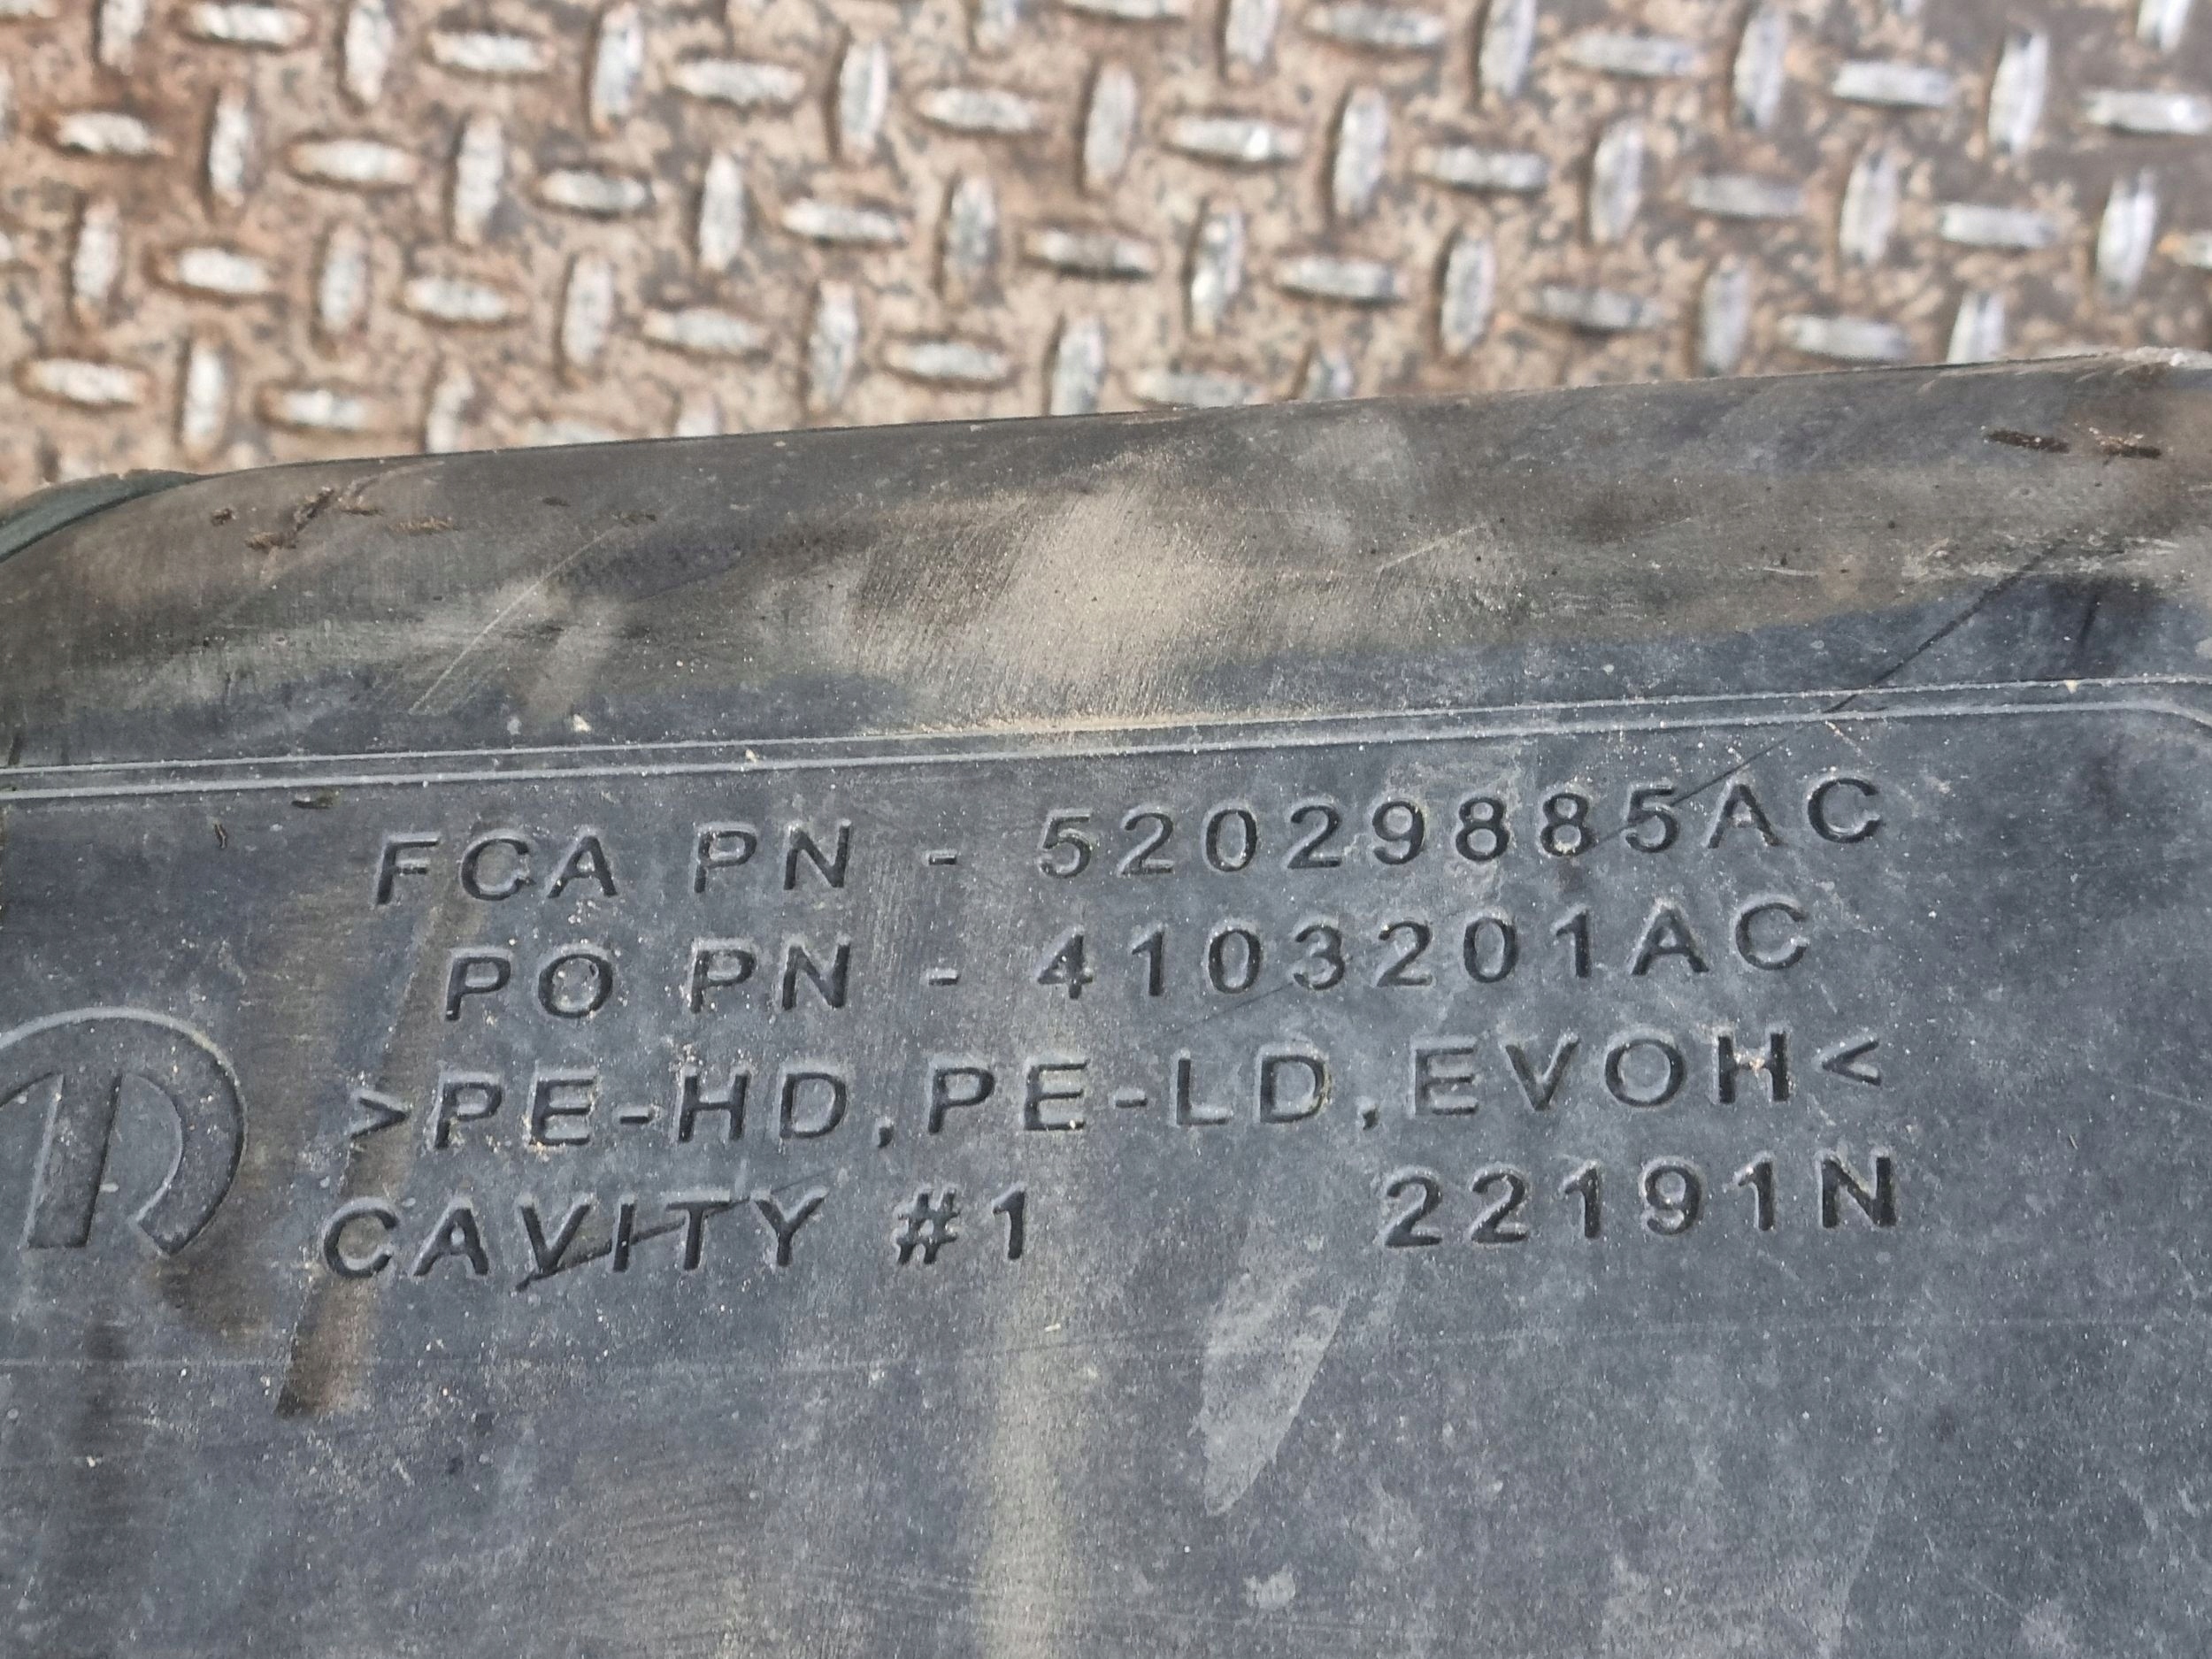 FCA PN - 52029885AC
PO PN - 4103201AC
>PE-HD,PE-LD,EVOH<
CAVITY #1 22191N